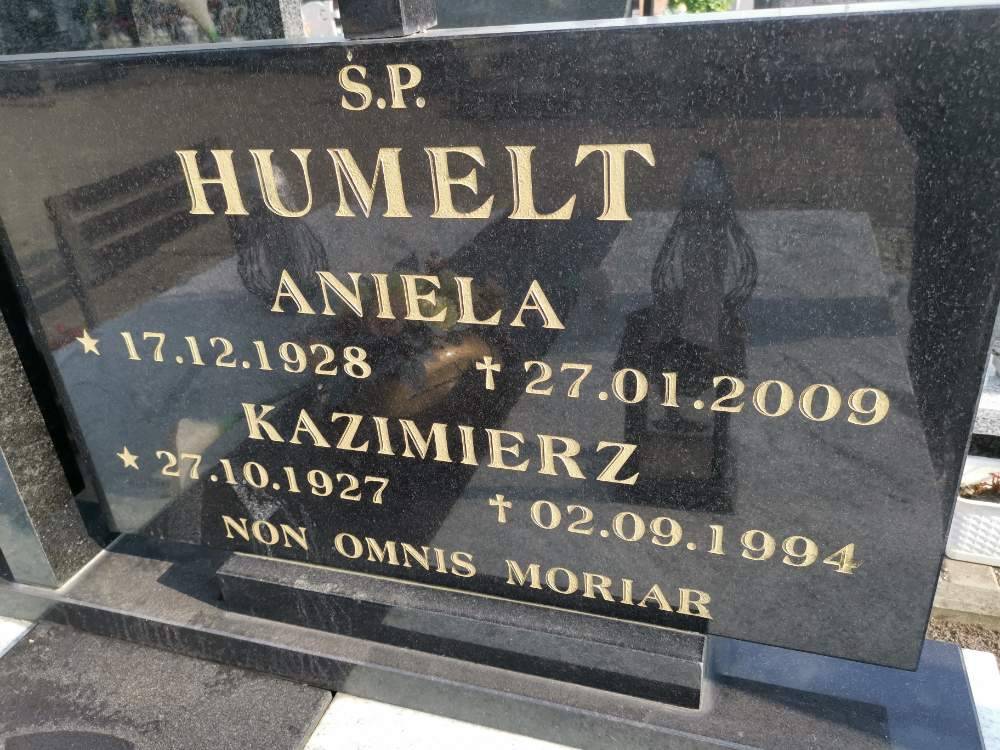 Ś.P.
HUMELT
ANIELA
★ 17.12.1928 ✝ 27.01.2009
KAZIMIERZ
★ 27.10.1927 ✝ 02.09.1994
NON OMNIS MORIAR